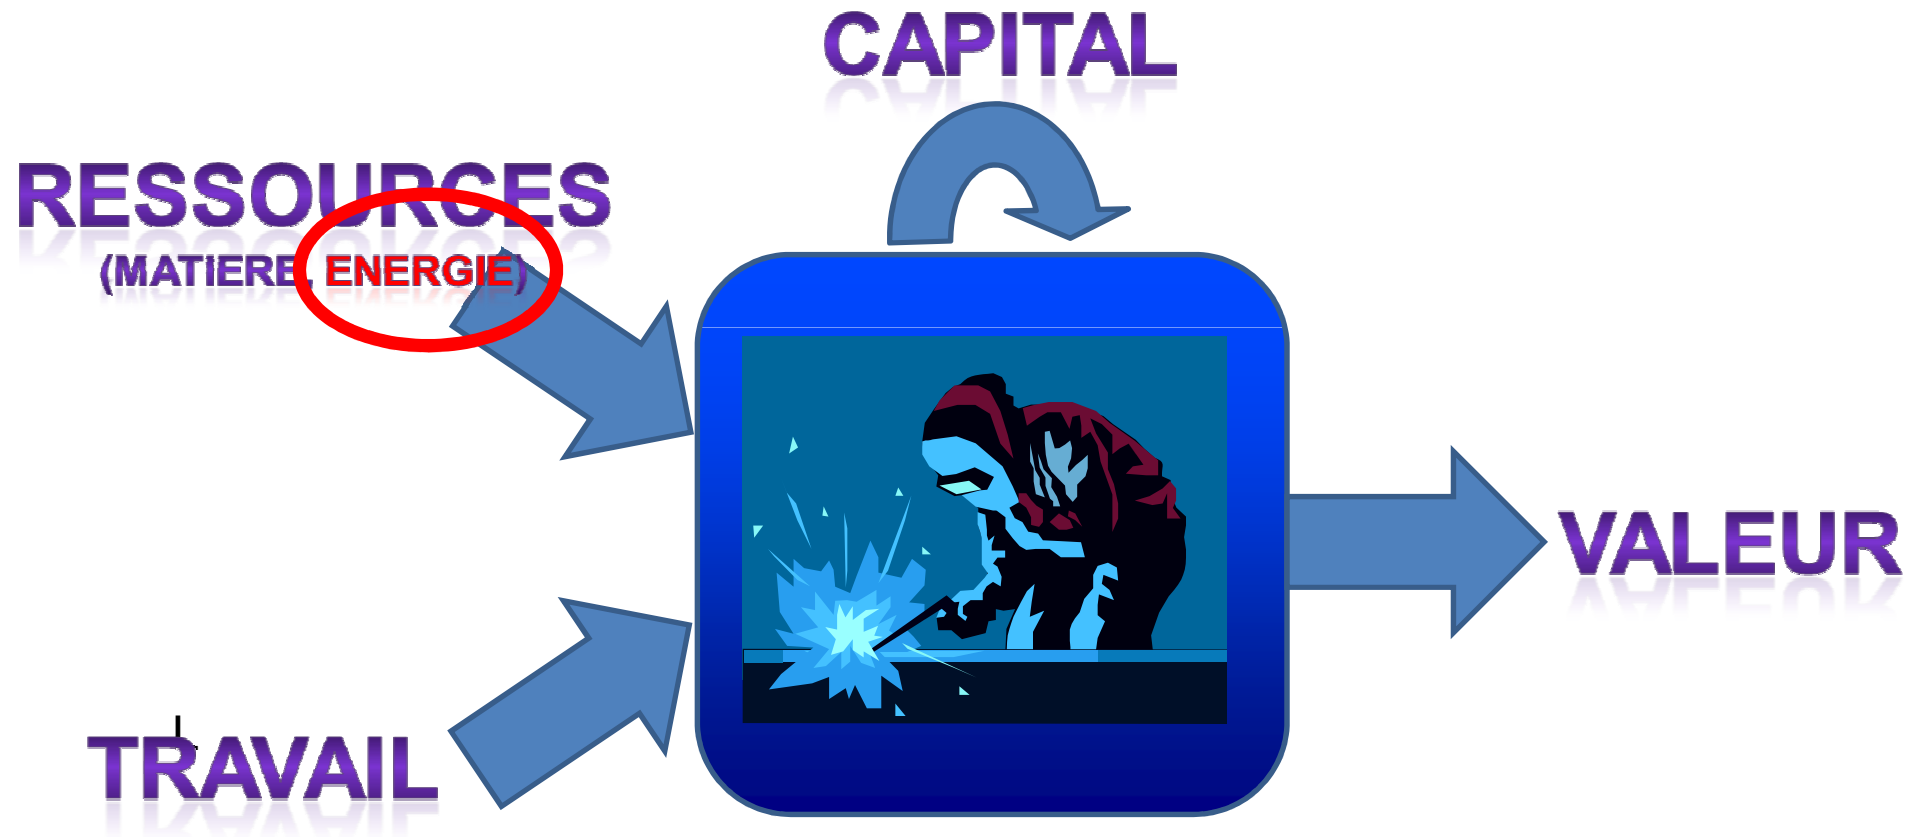 CAPITAL
RESSOURCES
(MATIERE, ENERGIE)
VALEUR
TRAVAIL